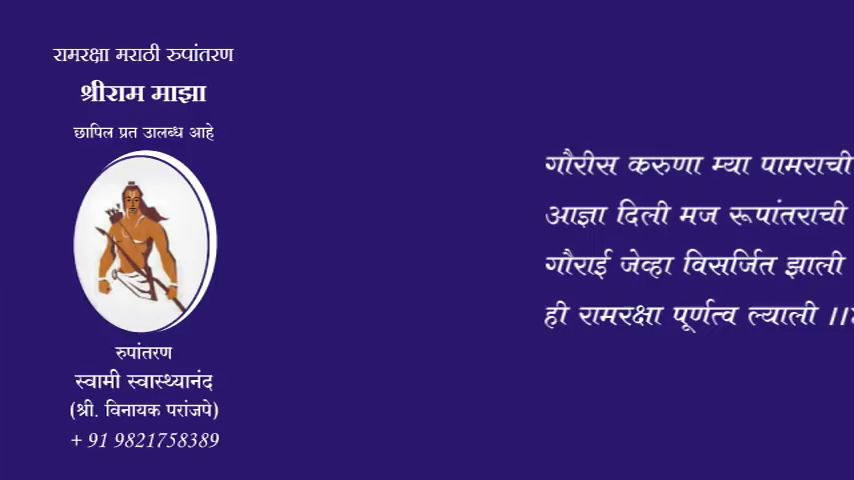 रामरक्षा मराठी रुपांतरण
श्रीराम माझा
छापिल प्रत उालब्ध आहे
रुपांतरण
स्वामी स्वास्थ्यानंद
(श्री. विनायक परांजपे)
+ 91 9821758389
गौरीस करुणा म्या पामराची
आज्ञा दिली मज रूपांतराची
गौराई जेव्हा विसर्जित झाली
ही रामरक्षा पूर्णत्व ल्याली ।।